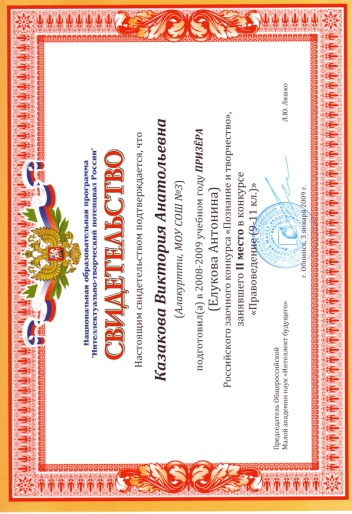 Национальная образовательная программа
"Интеллектуально-творческий потенциал России"
СВИДЕТЕЛЬСТВО
Настоящим свидетельством подтверждается, что
Казакова Виктория Анатольевна
(Алакуртти, МОУ СОШ №3)
подготовил(а) в 2008-2009 учебном году ПРИЗЁРА
(Елукова Антонина)
Российского заочного конкурса «Познание и творчество»,
занявшего II место в конкурсе
«Правоведение (9-11 кл.)»
Председатель Общероссийской
Малой академии наук «Интеллект будущего»
Л.Ю. Ляшко
г. Обнинск, 3 января 2009 г.